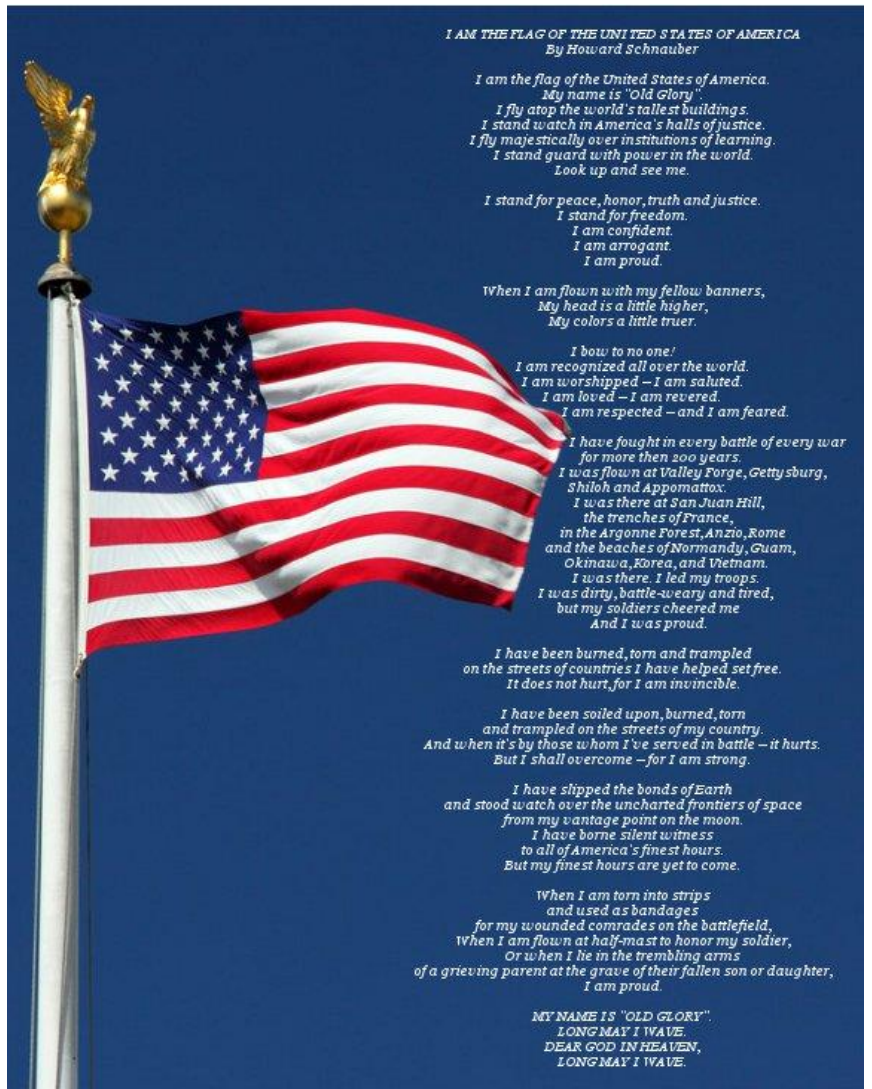 I AM THE FLAG OF THE UNITED STATES OF AMERICA
By Howard Schnauber
I am the flag of the United States of America.
My name is "Old Glory".
I fly atop the world's tallest buildings.
I stand watch in America's halls of justice.
I fly majestically over institutions of learning.
I stand guard with power in the world.
Look up and see me.
I stand for peace, honor, truth and justice.
I stand for freedom.
I am confident.
I am arrogant.
I am proud.
When I am flown with my fellow banners,
My head is a little higher,
My colors a little truer.
I bow to no one!
I am recognized all over the world.
I am worshipped – I am saluted.
I am loved – I am revered.
I am respected – and I am feared.
I have fought in every battle of every war
for more then 200 years.
I was flown at Valley Forge, Gettysburg,
Shiloh and Appomattox.
I was there at San Juan Hill,
the trenches of France,
in the Argonne Forest, Anzio, Rome
and the beaches of Normandy, Guam,
Okinawa, Korea, and Vietnam.
I was there. I led my troops.
I was dirty, battle-weary and tired,
but my soldiers cheered me
And I was proud.
I have been burned, torn and trampled
on the streets of countries I have helped set free.
It does not hurt, for I am invincible.
I have been soiled upon, burned, torn
and trampled on the streets of my country.
And when it's by those whom I've served in battle – it hurts.
But I shall overcome – for I am strong.
I have slipped the bonds of Earth
and stood watch over the uncharted frontiers of space
from my vantage point on the moon.
I have borne silent witness
to all of America's finest hours.
But my finest hours are yet to come.
When I am torn into strips
and used as bandages
for my wounded comrades on the battlefield,
When I am flown at half-mast to honor my soldier,
Or when I lie in the trembling arms
of a grieving parent at the grave of their fallen son or daughter,
I am proud.
MY NAME IS "OLD GLORY".
LONG MAY I WAVE.
DEAR GOD IN HEAVEN,
LONG MAY I WAVE.